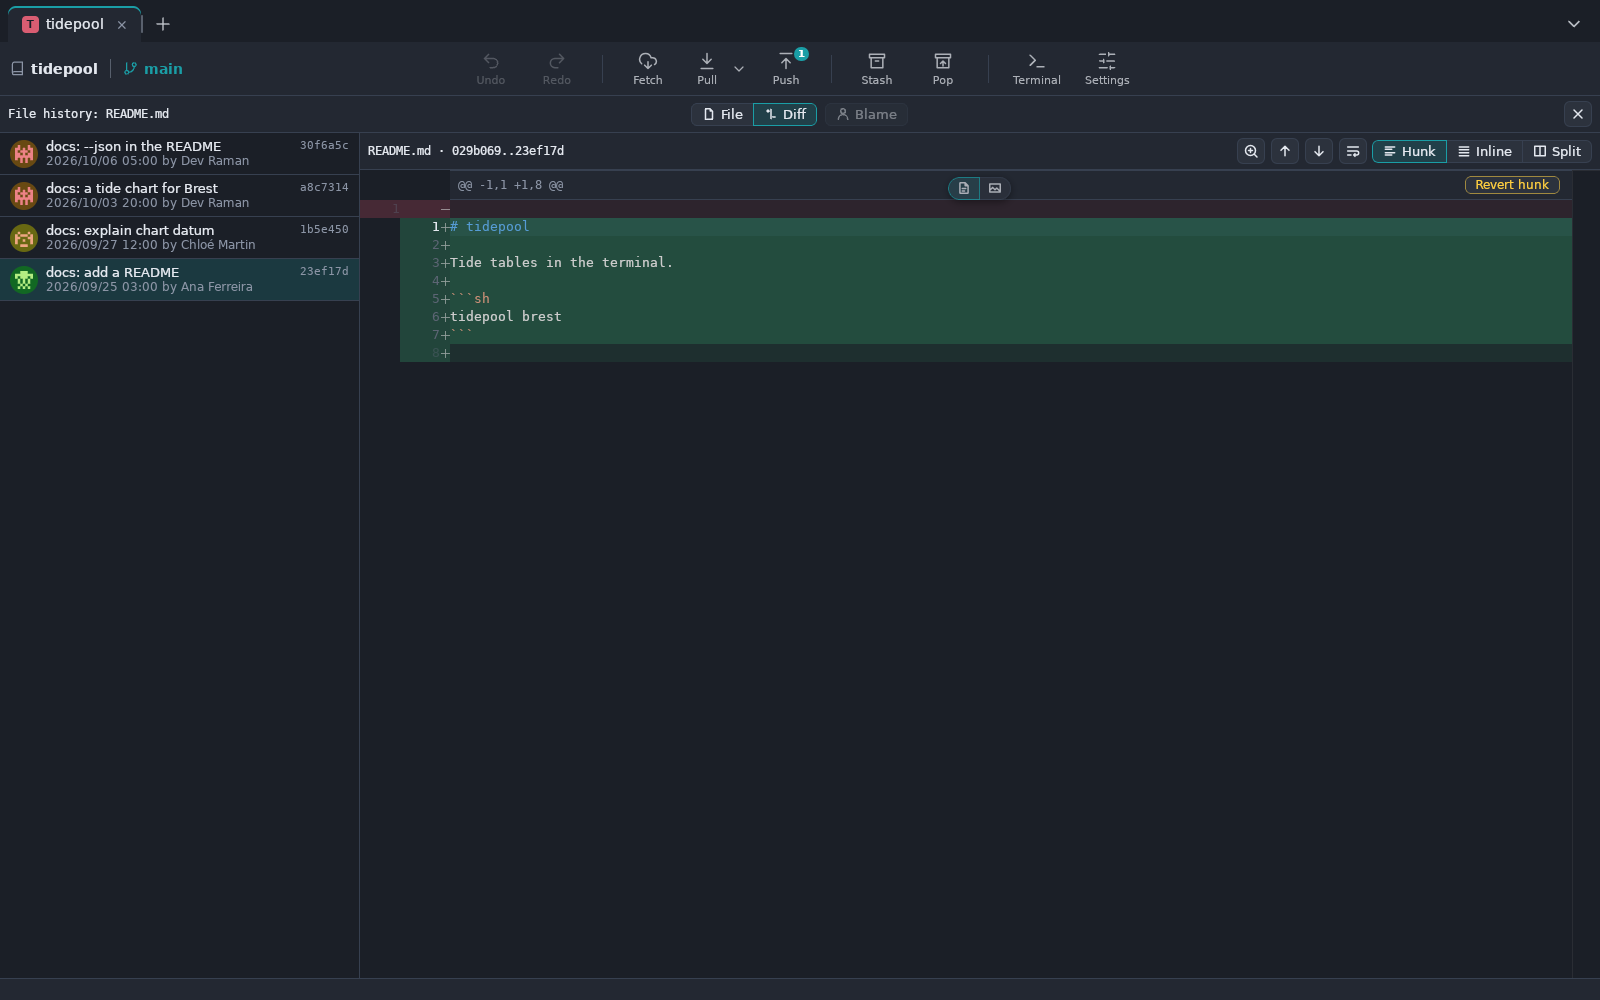 T tidepool
tidepool main
Undo Redo Fetch Pull Push 1 Stash Pop Terminal Settings
File history: README.md
File Diff Blame
docs: --json in the README 30f6a5c
2026/10/06 05:00 by Dev Raman
docs: a tide chart for Brest a8c7314
2026/10/03 20:00 by Dev Raman
docs: explain chart datum 1b5e450
2026/09/27 12:00 by Chloé Martin
docs: add a README 23ef17d
2026/09/25 03:00 by Ana Ferreira
README.md · 029b069..23ef17d
Hunk Inline Split
@@ -1,1 +1,8 @@
Revert hunk
1 −
1+# tidepool
2+
3+Tide tables in the terminal.
4+
5+```sh
6+tidepool brest
7+```
8+